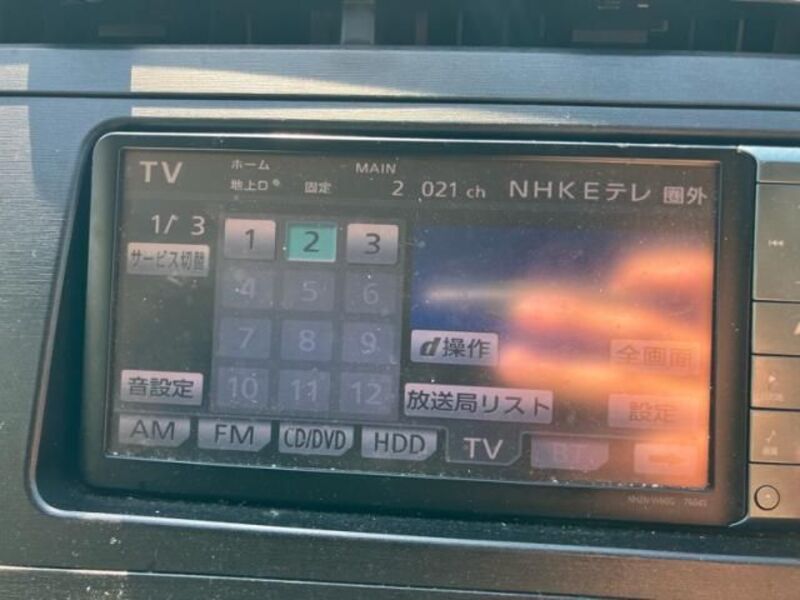 TV ホーム MAIN
地上D 固定 2 021 ch NHKEテレ 圏外
1/ 3 1 2 3
サービス切替
4 5 6
7 8 9
d操作 全画面
音設定 10 11 12 放送局リスト 設定
AM FM CD/DVD HDD TV BT